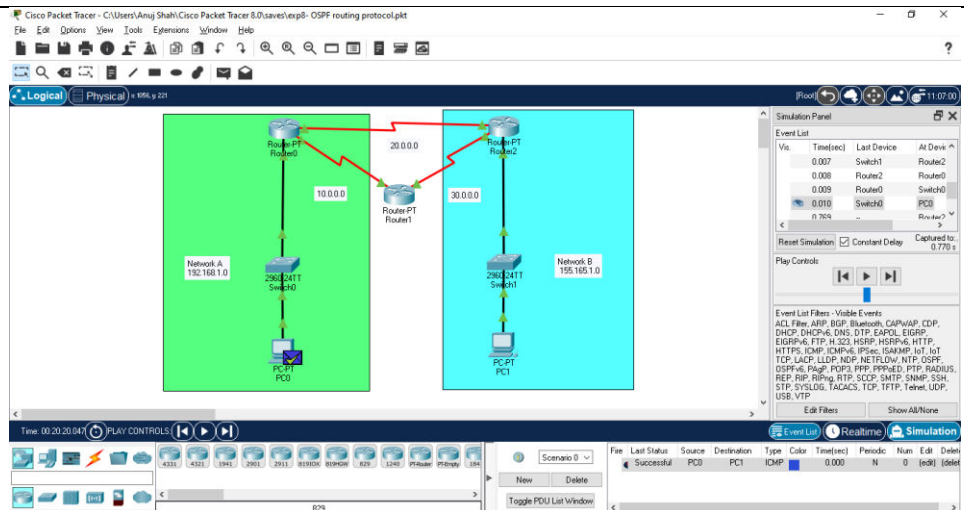 Cisco Packet Tracer - C:\Users\Anuj Shah\Cisco Packet Tracer 8.0\saves\exp8- OSPF routing protocol.pkt
File Edit Options View Tools Extensions Window Help
?
Logical
Physical
x: 1056, y: 221
[Root]
11:07:00
Router-PT
Router0
20.0.0.0
Router-PT
Router2
10.0.0.0
30.0.0.0
Router-PT
Router1
Network A
192.168.1.0
2960-24TT
Switch0
2960-24TT
Switch1
Network B
155.165.1.0
PC-PT
PC0
PC-PT
PC1
Simulation Panel
Event List
Vis. Time(sec) Last Device At Devic
0.007 Switch1 Router2
0.008 Router2 Router0
0.009 Router0 Switch0
0.010 Switch0 PC0
0.769 -- Router2
Reset Simulation Constant Delay
Captured to:
0.770 s
Play Controls
Event List Filters - Visible Events
ACL Filter, ARP, BGP, Bluetooth, CAPWAP, CDP,
DHCP, DHCPv6, DNS, DTP, EAPOL, EIGRP,
EIGRPv6, FTP, H.323, HSRP, HSRPv6, HTTP,
HTTPS, ICMP, ICMPv6, IPSec, ISAKMP, IoT, IoT
TCP, LACP, LLDP, NDP, NETFLOW, NTP, OSPF,
OSPFv6, PAgP, POP3, PPP, PPPoED, PTP, RADIUS,
REP, RIP, RIPng, RTP, SCCP, SMTP, SNMP, SSH,
STP, SYSLOG, TACACS, TCP, TFTP, Telnet, UDP,
USB, VTP
Edit Filters
Show All/None
Time: 00:20:20.047
PLAY CONTROLS:
Event List
Realtime
Simulation
4331 4321 1941 2901 2911 819IOX 819HGW 829 1240 PT-Router PT-Empty 184
829
Scenario 0
New
Delete
Toggle PDU List Window
Fire Last Status Source Destination Type Color Time(sec) Periodic Num Edit Delete
Successful PC0 PC1 ICMP 0.000 N 0 (edit) (delet